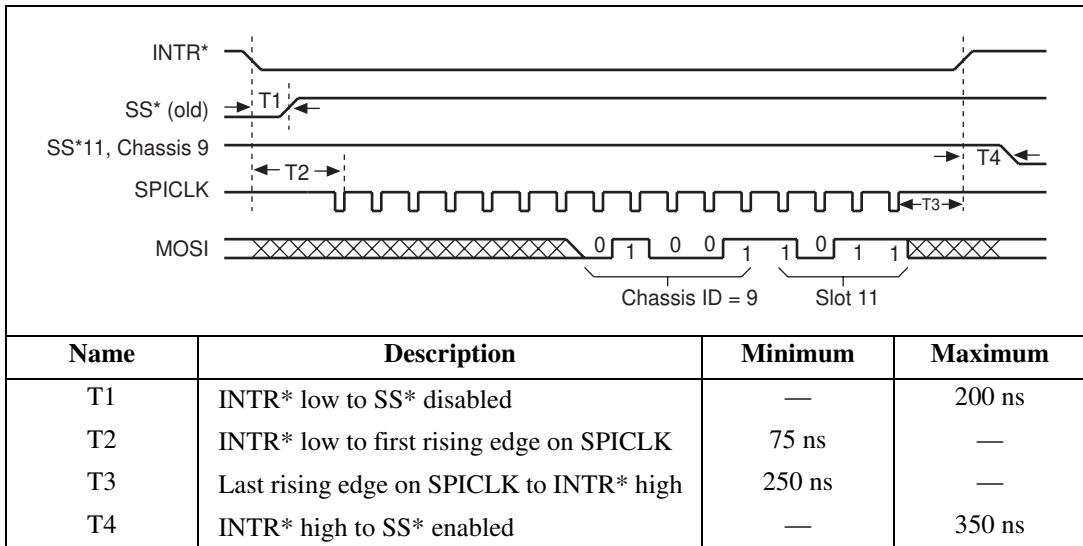 INTR*
SS* (old) T1
SS*11, Chassis 9 T4
T2
SPICLK T3
MOSI 0 1 0 0 1 1 0 1 1
Chassis ID = 9 Slot 11
Name Description Minimum Maximum
T1 INTR* low to SS* disabled — 200 ns
T2 INTR* low to first rising edge on SPICLK 75 ns —
T3 Last rising edge on SPICLK to INTR* high 250 ns —
T4 INTR* high to SS* enabled — 350 ns